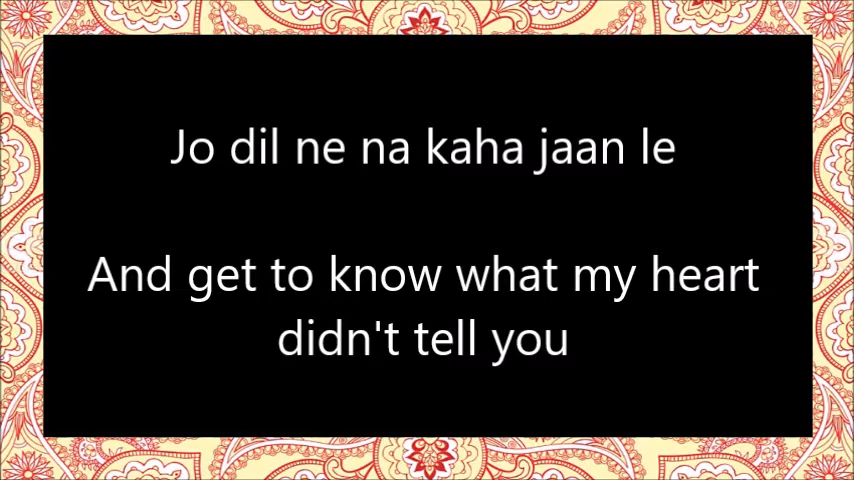 Jo dil ne na kaha jaan le
And get to know what my heart
didn't tell you